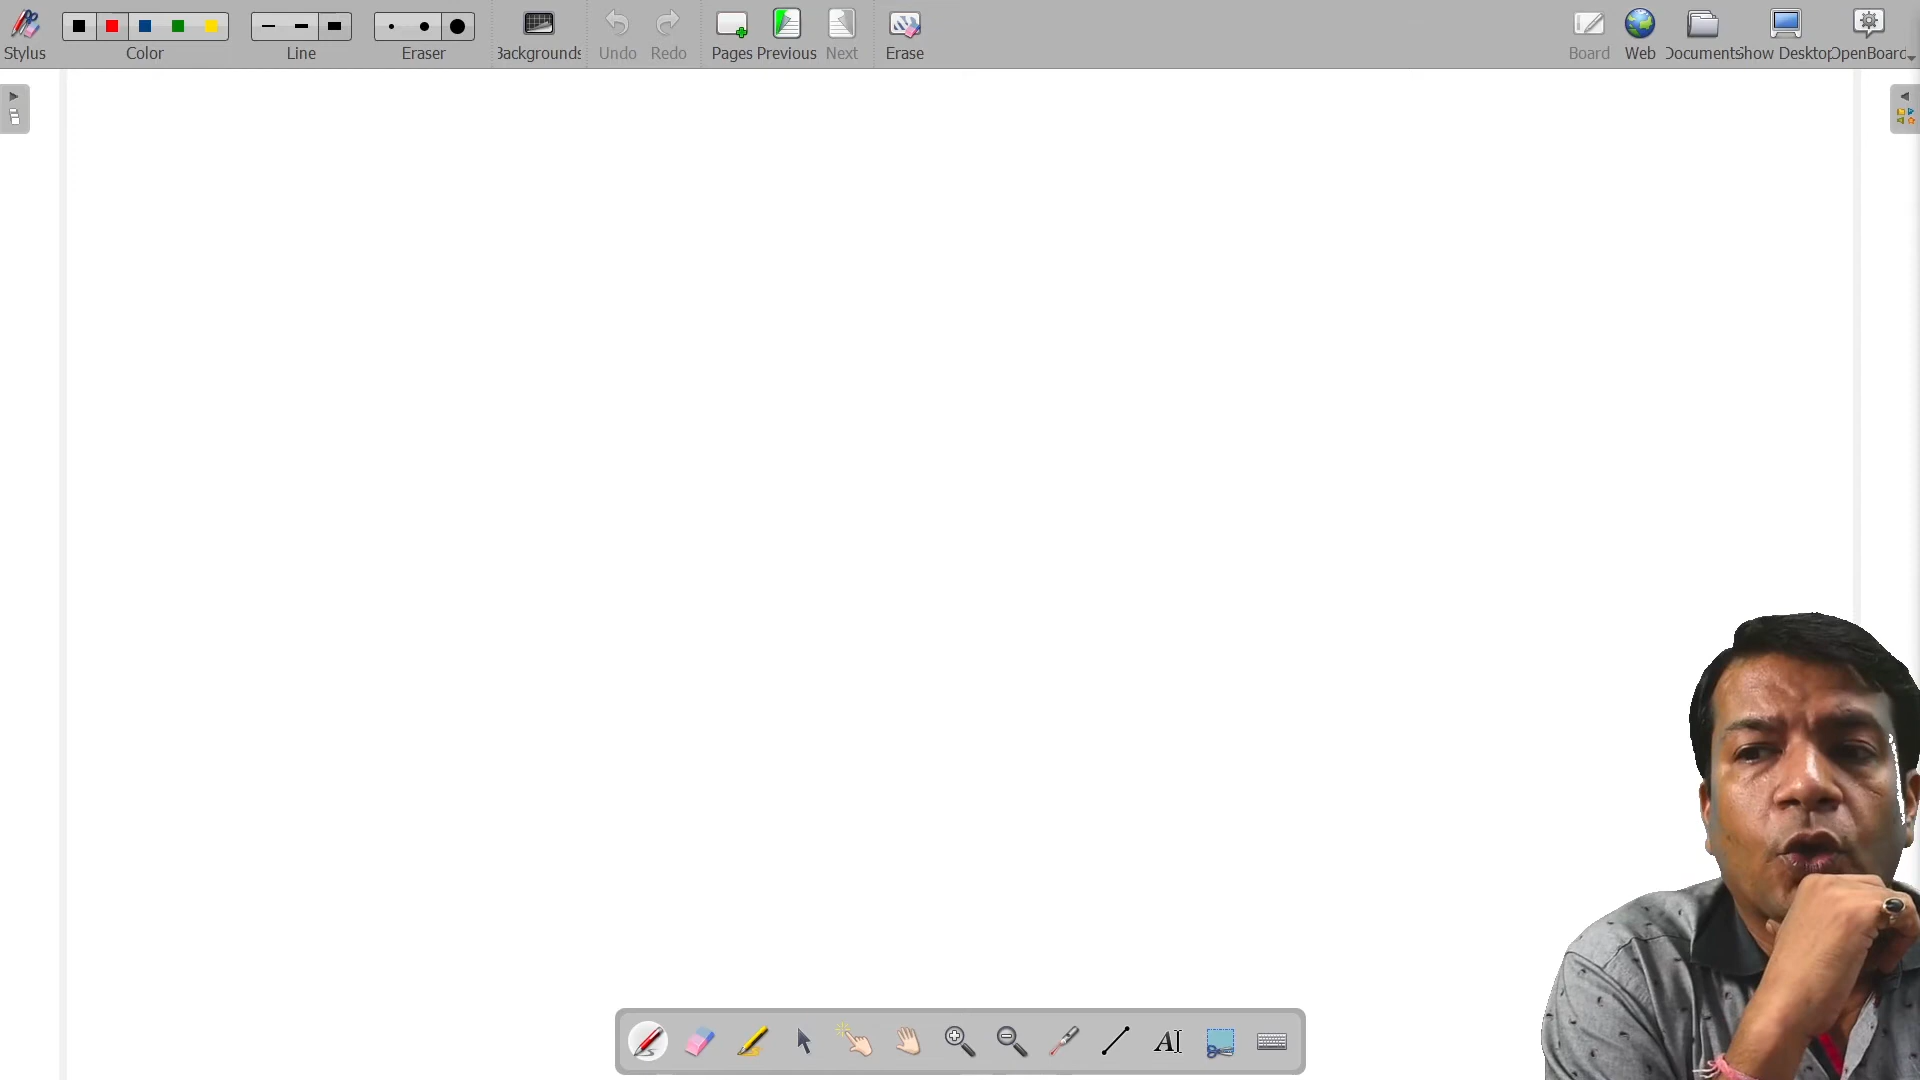 Stylus
Color
Line
Eraser
Backgrounds
Undo
Redo
Pages
Previous
Next
Erase
Board
Web
Documents
Show Desktop
OpenBoard
A